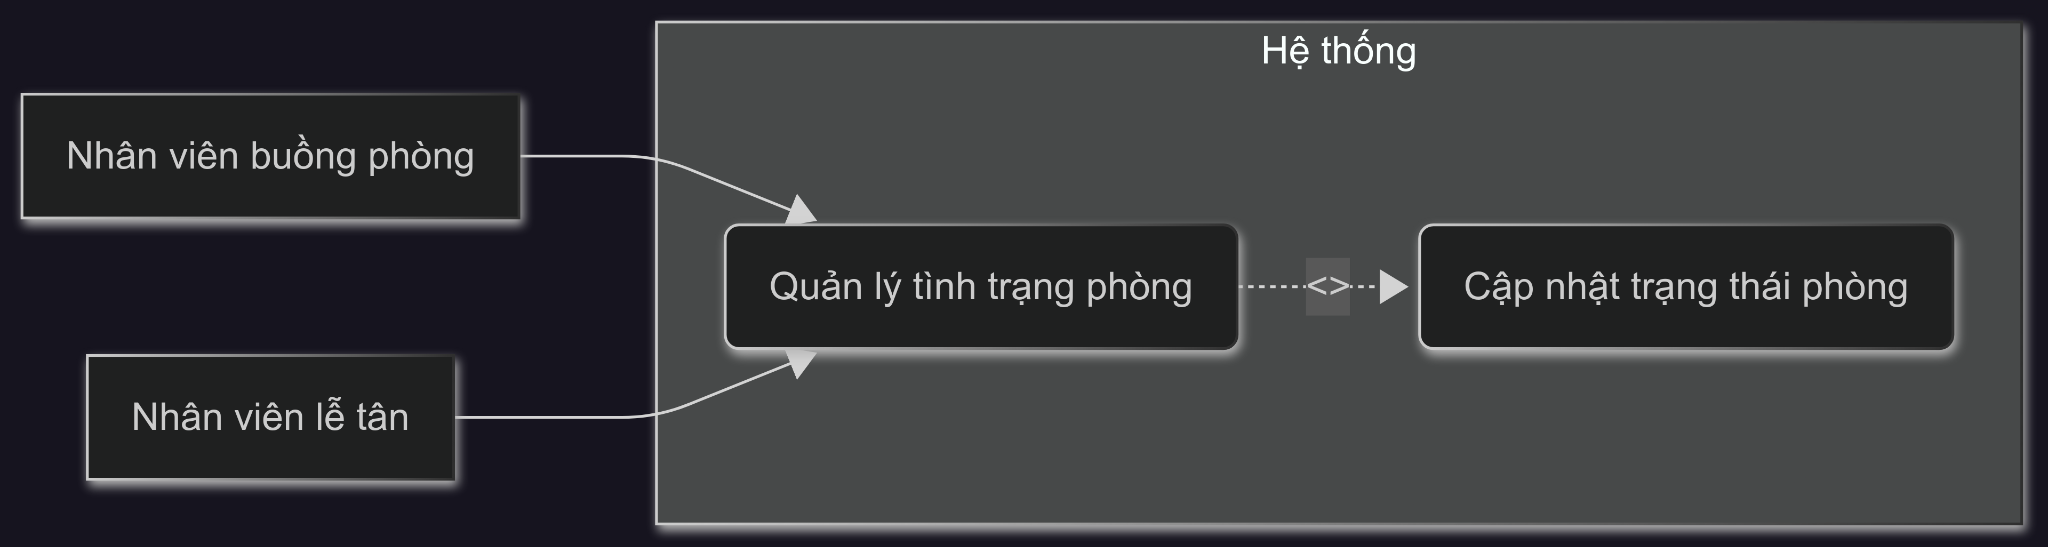 Hệ thống
Nhân viên buồng phòng
Quản lý tình trạng phòng
<>
Cập nhật trạng thái phòng
Nhân viên lễ tân